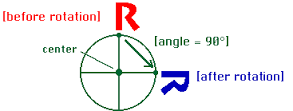 R
[before rotation]
center
[angle = 90°]
[after rotation]
R